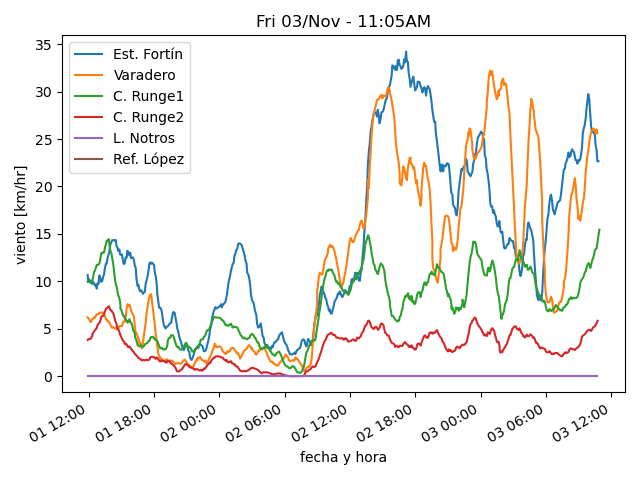 Fri 03/Nov - 11:05AM
Est. Fortín
Varadero
C. Runge1
C. Runge2
L. Notros
Ref. López
viento [km/hr]
35
30
25
20
15
10
5
0
01 12:00
01 18:00
02 00:00
02 06:00
02 12:00
02 18:00
03 00:00
03 06:00
03 12:00
fecha y hora